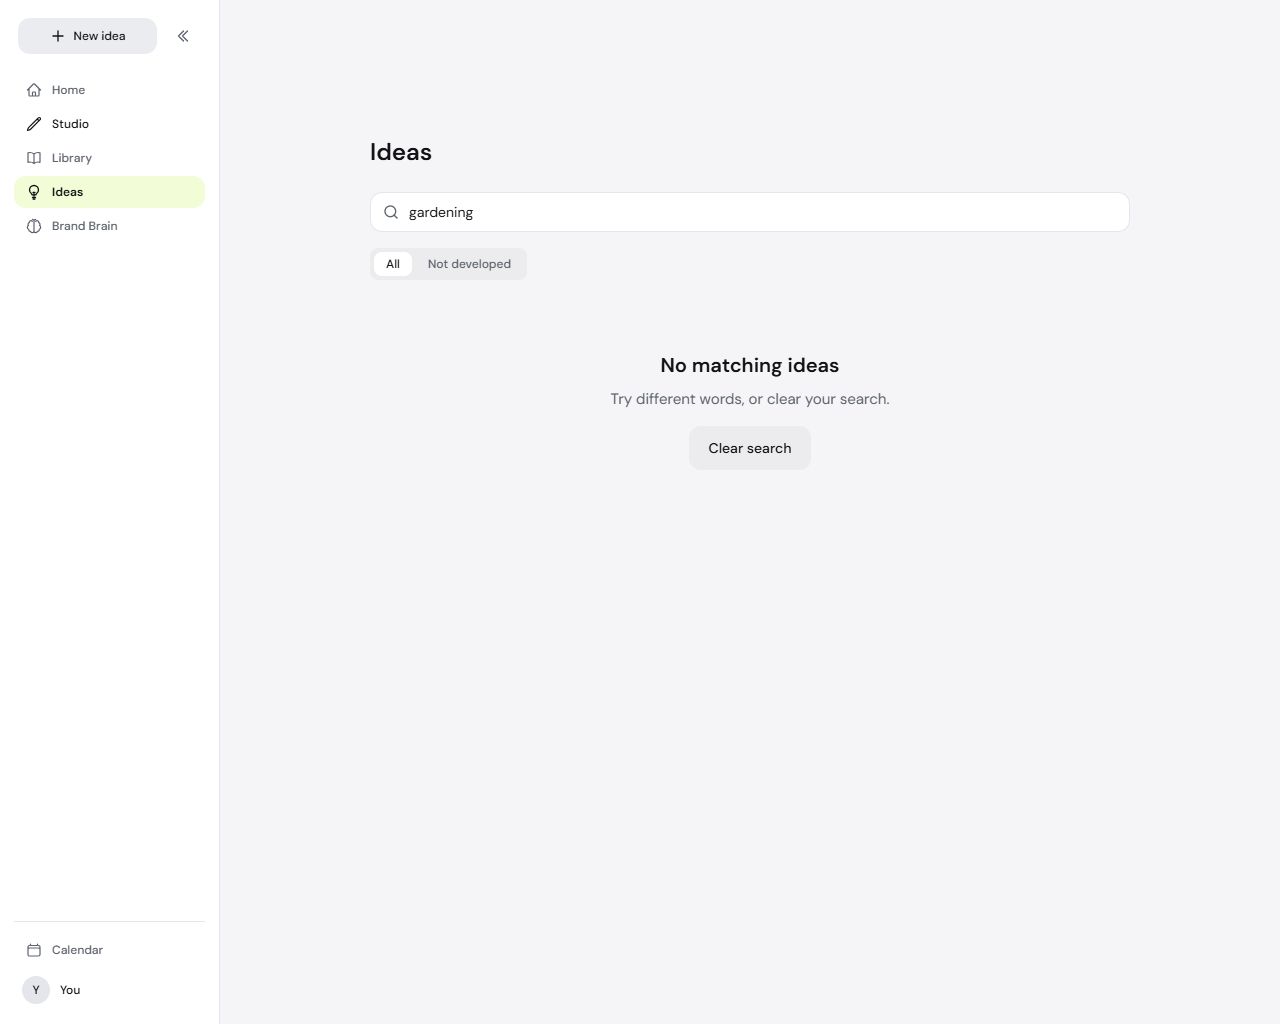 New idea
Home
Studio
Library
Ideas
Brand Brain
Calendar
Y You
Ideas
gardening
All Not developed
No matching ideas
Try different words, or clear your search.
Clear search